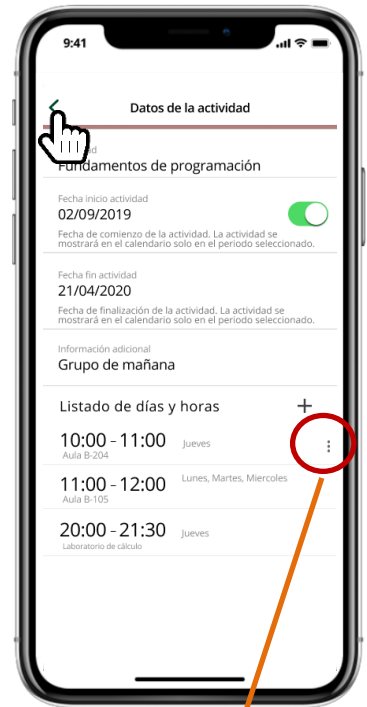 9:41
Datos de la actividad
Fundamentos de programación
Fecha inicio actividad
02/09/2019
Fecha de comienzo de la actividad. La actividad se
mostrará en el calendario solo en el periodo seleccionado.
Fecha fin actividad
21/04/2020
Fecha de finalización de la actividad. La actividad se
mostrará en el calendario solo en el periodo seleccionado.
Información adicional
Grupo de mañana
Listado de días y horas
10:00 - 11:00 Jueves
Aula B-204
11:00 - 12:00 Lunes, Martes, Miercoles
Aula B-105
20:00 - 21:30 Jueves
Laboratorio de cálculo